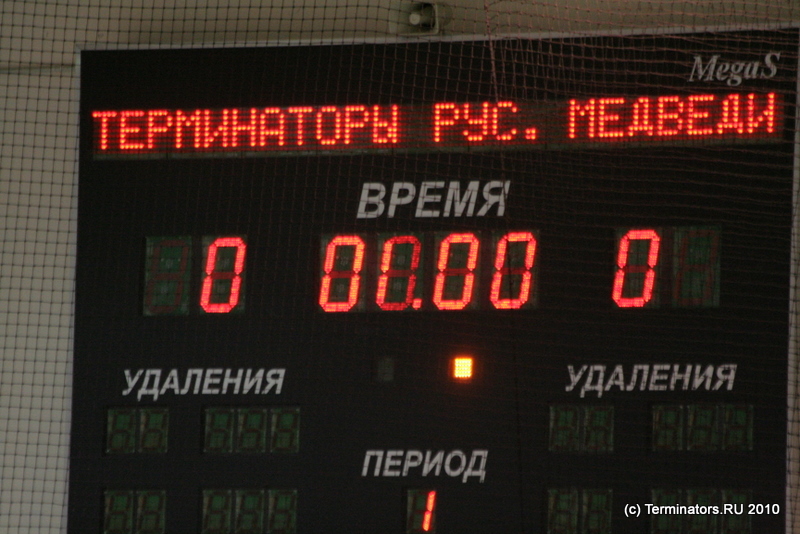 MegaS
ТЕРМИНАТОРЫ РУС. МЕДВЕДИ
ВРЕМЯ
0 00.00 0
УДАЛЕНИЯ УДАЛЕНИЯ
ПЕРИОД
1
(c) Terminators.RU 2010